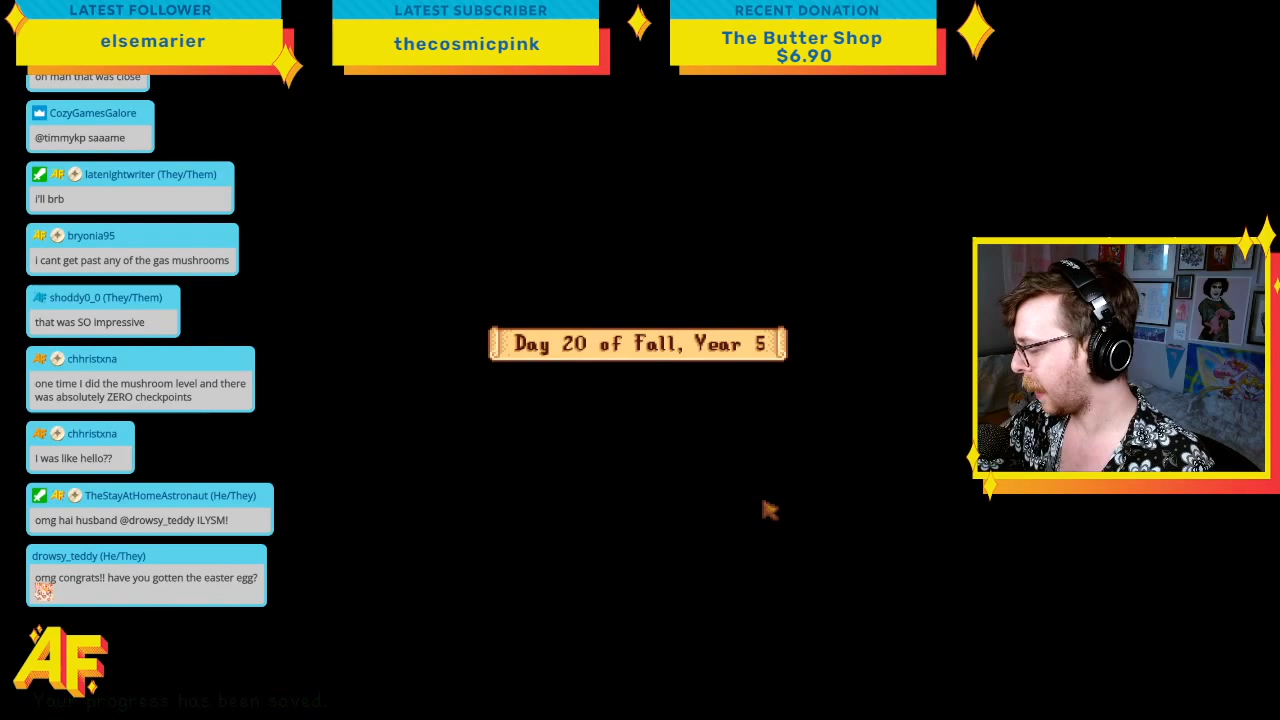 LATEST FOLLOWER
elsemarier
LATEST SUBSCRIBER
thecosmicpink
RECENT DONATION
The Butter Shop
$6.90
oh man that was close
CozyGamesGalore
@timmykp saaame
latenightwriter (They/Them)
i'll brb
bryonia95
i cant get past any of the gas mushrooms
shoddy0_0 (They/Them)
that was SO impressive
chhristxna
one time I did the mushroom level and there
was absolutely ZERO checkpoints
chhristxna
I was like hello??
TheStayAtHomeAstronaut (He/They)
omg hai husband @drowsy_teddy ILYSM!
drowsy_teddy (He/They)
omg congrats!! have you gotten the easter egg?
Day 20 of Fall, Year 5
AF
Your progress has been saved.